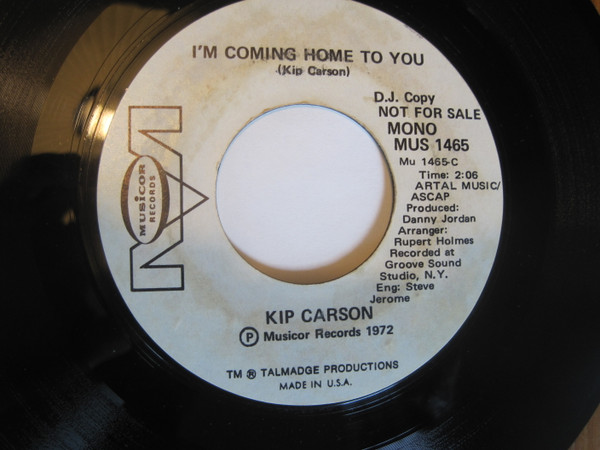 I'M COMING HOME TO YOU
(Kip Carson)
D.J. Copy
NOT FOR SALE
MONO
MUS 1465
Mu 1465-C
Time: 2:06
ARTAL MUSIC/
ASCAP
Produced:
Danny Jordan
Arranger:
Rupert Holmes
Recorded at
Groove Sound
Studio, N.Y.
Eng: Steve
Jerome
MUSICOR
RECORDS
KIP CARSON
Ⓟ Musicor Records 1972
TM ® TALMADGE PRODUCTIONS
MADE IN U.S.A.